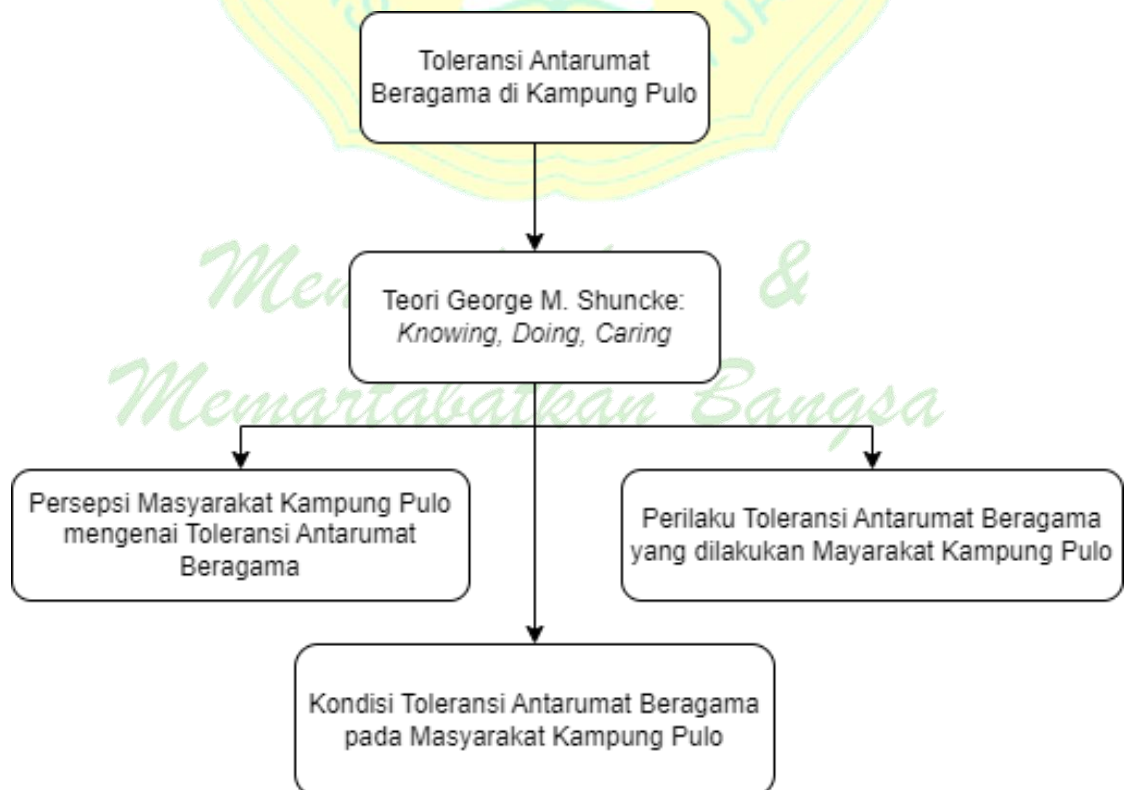 Toleransi Antarumat
Beragama di Kampung Pulo
Teori George M. Shuncke:
Knowing, Doing, Caring
&
Memartabatkan Bangsa
Persepsi Masyarakat Kampung Pulo
mengenai Toleransi Antarumat
Beragama
Perilaku Toleransi Antarumat Beragama
yang dilakukan Mayarakat Kampung Pulo
Kondisi Toleransi Antarumat Beragama
pada Masyarakat Kampung Pulo